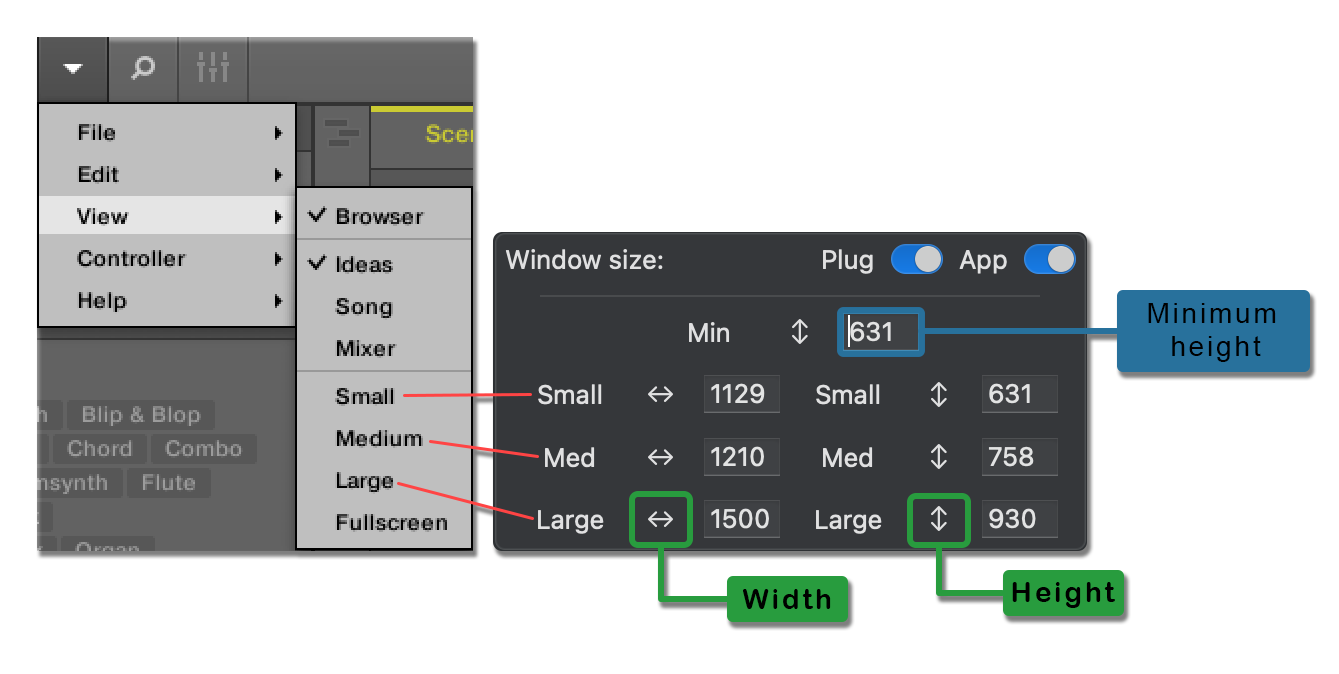 File
Edit
View
Controller
Help
Scen
Browser
Ideas
Song
Mixer
Small
Medium
Large
Fullscreen
Blip & Blop
Chord Combo
Flute
Organ
Window size: Plug App
Min 631
Small 1129 Small 631
Med 1210 Med 758
Large 1500 Large 930
Minimum
height
Width
Height